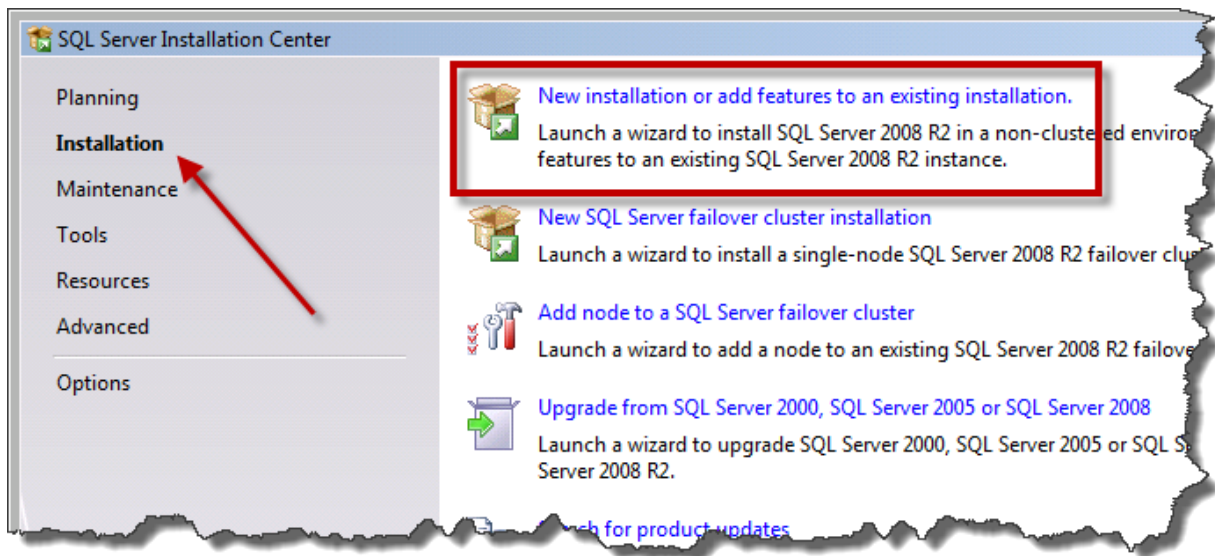 SQL Server Installation Center
Planning
Installation
Maintenance
Tools
Resources
Advanced
Options
New installation or add features to an existing installation.
Launch a wizard to install SQL Server 2008 R2 in a non-clustered environ
features to an existing SQL Server 2008 R2 instance.
New SQL Server failover cluster installation
Launch a wizard to install a single-node SQL Server 2008 R2 failover clu
Add node to a SQL Server failover cluster
Launch a wizard to add a node to an existing SQL Server 2008 R2 failove
Upgrade from SQL Server 2000, SQL Server 2005 or SQL Server 2008
Launch a wizard to upgrade SQL Server 2000, SQL Server 2005 or SQL S
Server 2008 R2.
for product updates